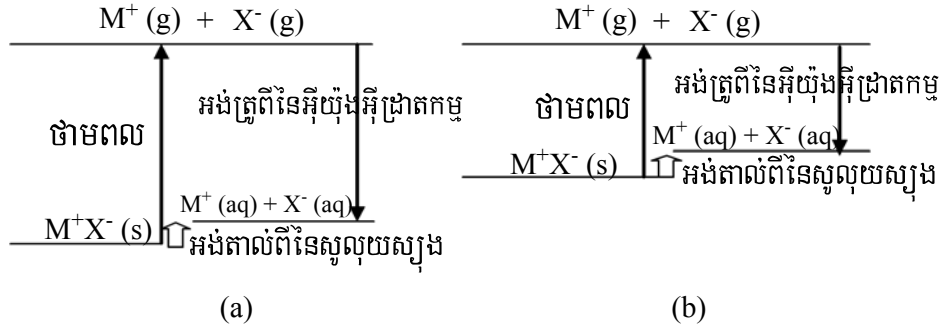 M⁺ (g) + X⁻ (g)
ថាមពល
អង់ត្រូពីនៃអ៊ីយ៉ុងអ៊ីដ្រាតកម្ម
M⁺ (aq) + X⁻ (aq)
M⁺X⁻ (s)
អង់តាល់ពីនៃសូលុយស្យុង
(a)
M⁺ (g) + X⁻ (g)
ថាមពល
អង់ត្រូពីនៃអ៊ីយ៉ុងអ៊ីដ្រាតកម្ម
M⁺ (aq) + X⁻ (aq)
M⁺X⁻ (s)
អង់តាល់ពីនៃសូលុយស្យុង
(b)